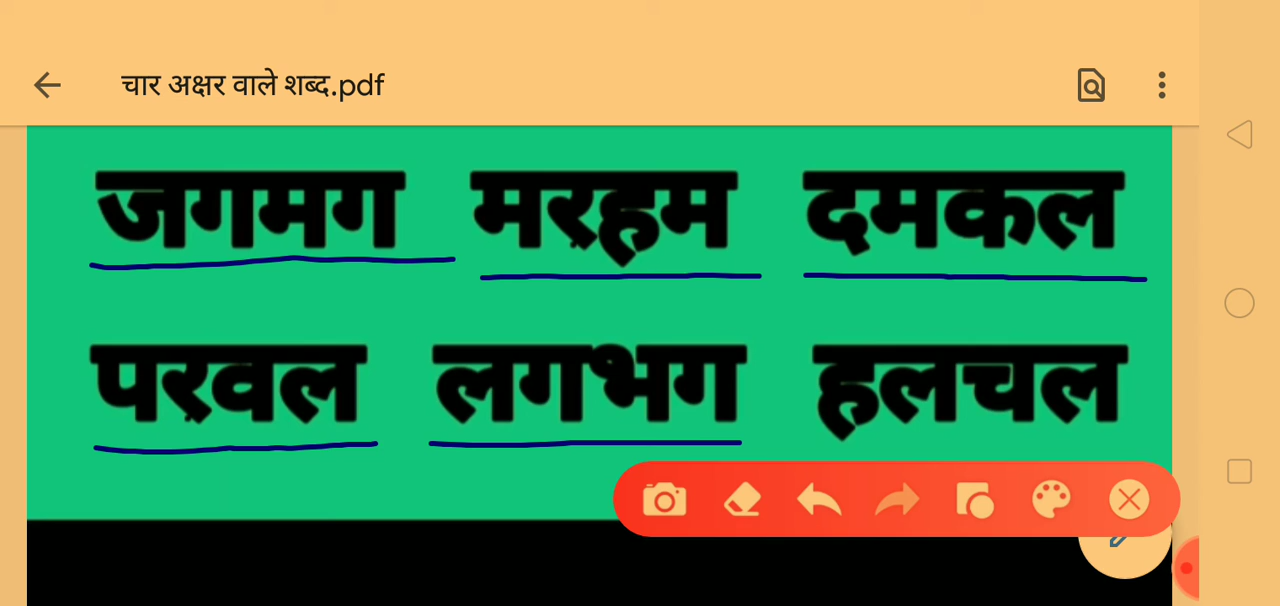 चार अक्षर वाले शब्द.pdf
जगमग मरहम दमकल
परवल लगभग हलचल